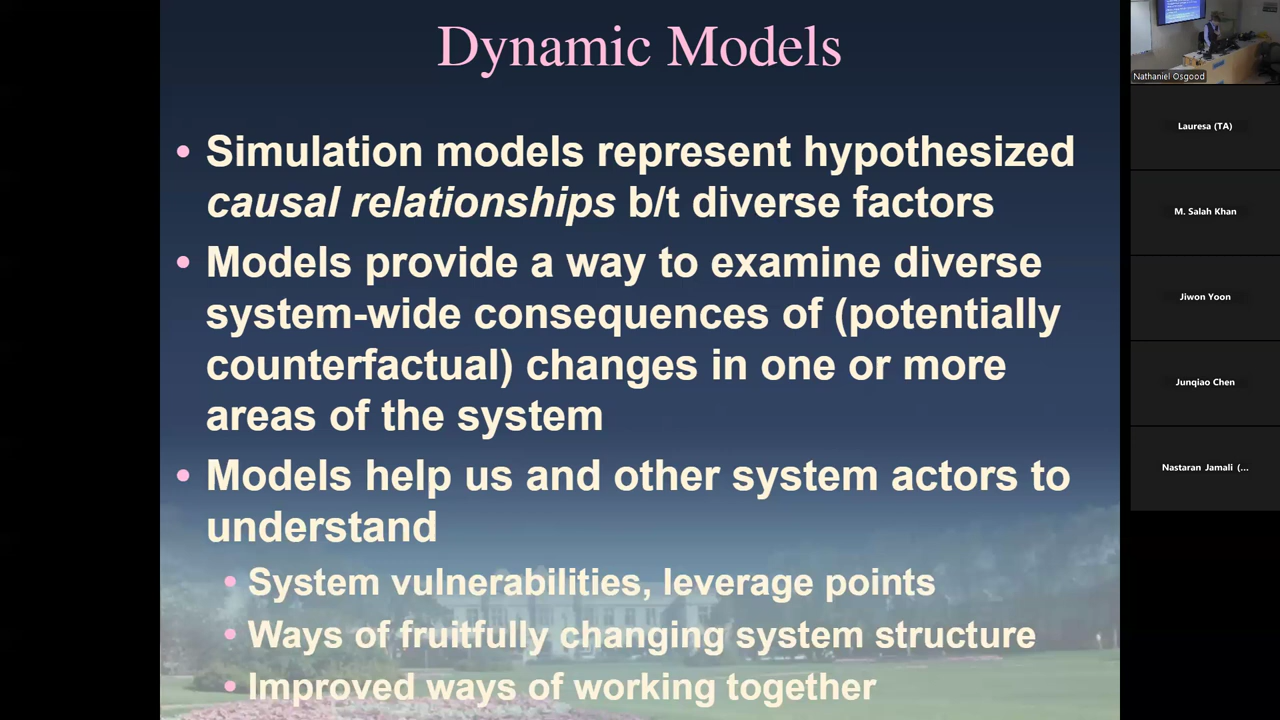 Dynamic Models
• Simulation models represent hypothesized
causal relationships b/t diverse factors
• Models provide a way to examine diverse
system-wide consequences of (potentially
counterfactual) changes in one or more
areas of the system
• Models help us and other system actors to
understand
• System vulnerabilities, leverage points
• Ways of fruitfully changing system structure
• Improved ways of working together
Nathaniel Osgood
Lauresa (TA)
M. Salah Khan
Jiwon Yoon
Junqiao Chen
Nastaran Jamali (...